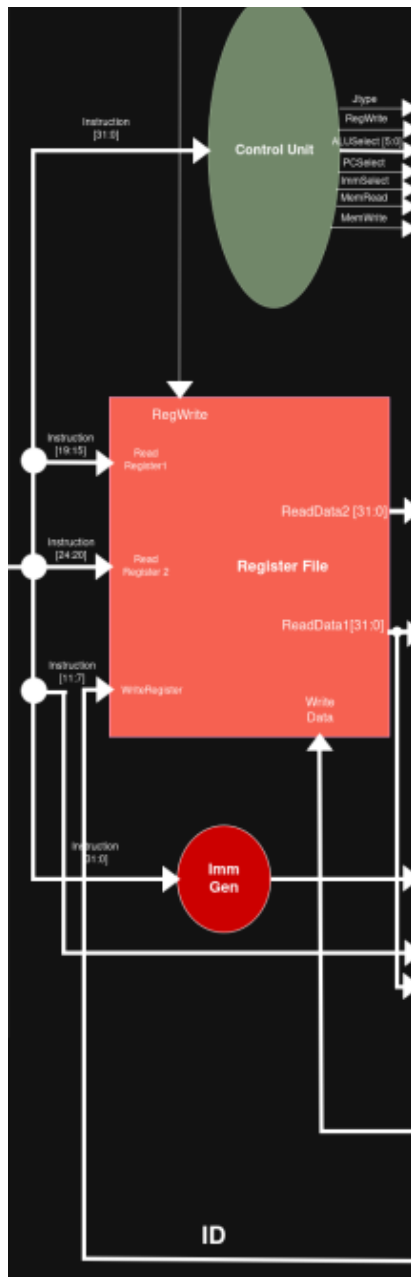 Instruction
[31:0]
Control Unit
Jtype
RegWrite
ALUSelect [5:0]
PCSelect
ImmSelect
MemRead
MemWrite
RegWrite
Instruction
[19:15]
Read
Register1
ReadData2 [31:0]
Instruction
[24:20]
Read
Register 2
Register File
ReadData1[31:0]
Instruction
[11:7]
WriteRegister
Write
Data
Instruction
[31:0]
Imm
Gen
ID